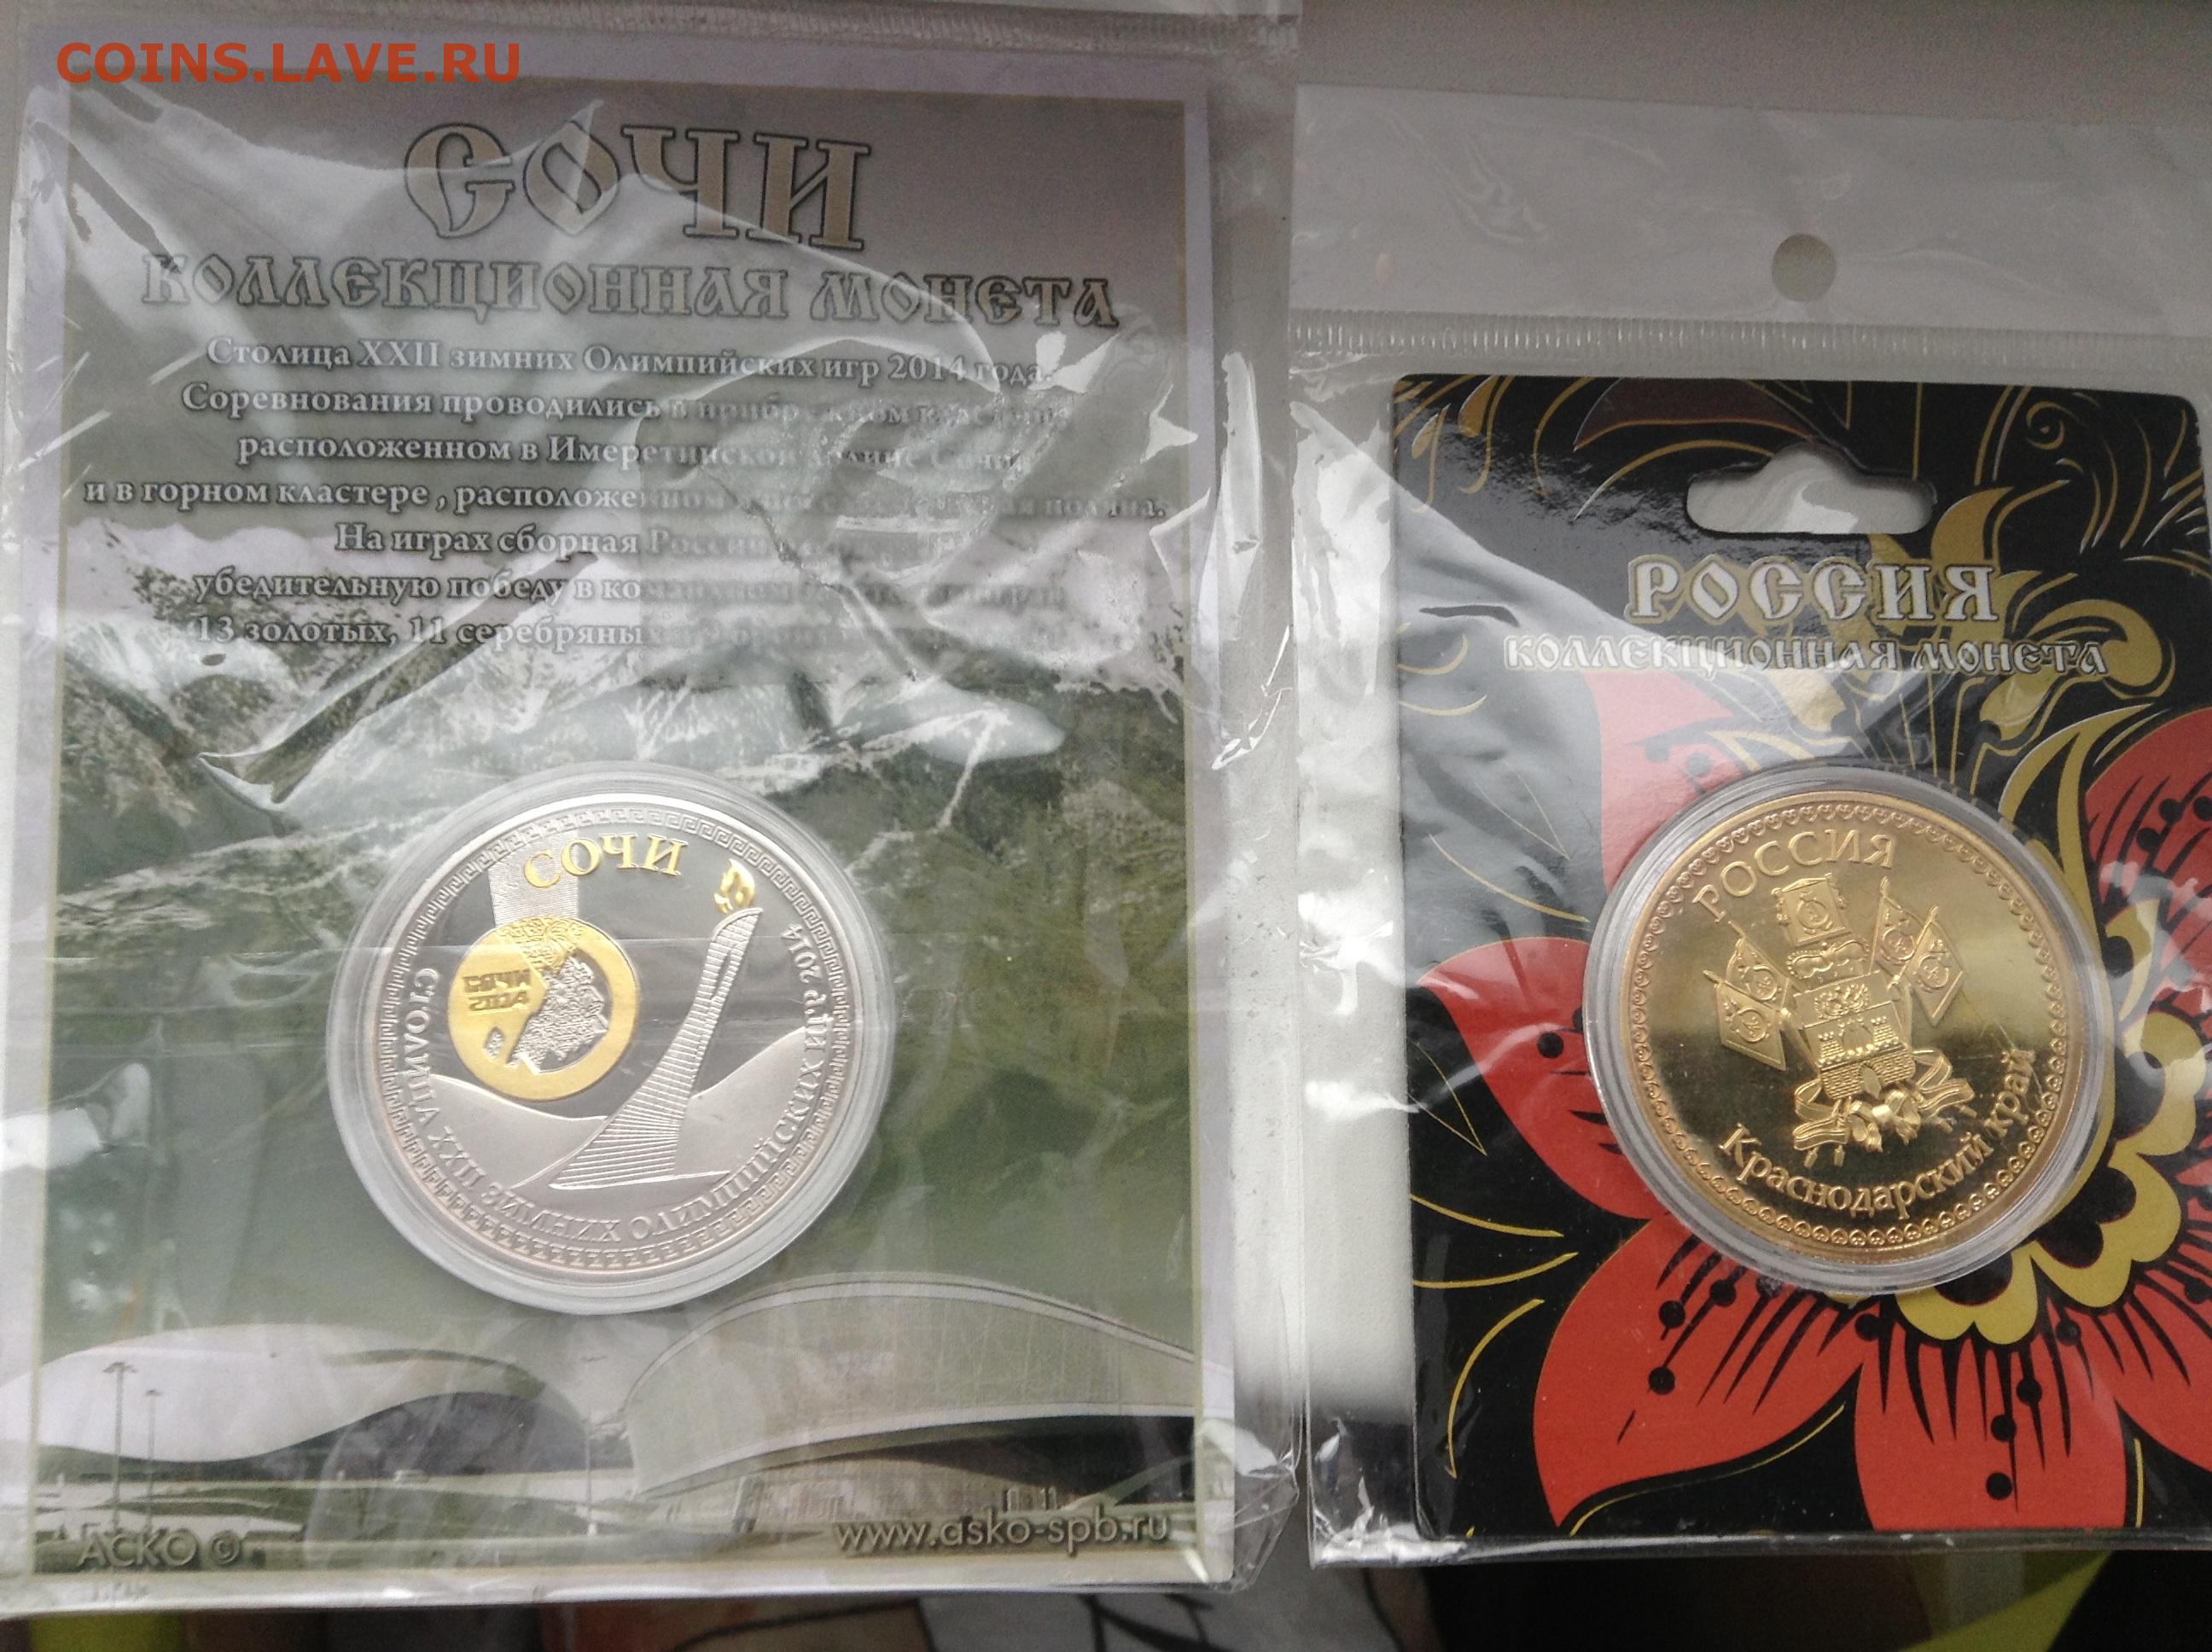 COINS.LAVE.RU
СОЧИ
КОЛЛЕКЦИОННАЯ МОНЕТА
Столица XXII зимних Олимпийских игр 2014 года.
Соревнования проводились в
расположенном в Имеретинской
и в горном кластере , расположенном
На играх сборная России
убедительную победу в
13 золотых, 11 серебряных
СОЧИ
СТОЛИЦА XXII ЗИМНИХ ОЛИМПИЙСКИХ ИГР 2014
АСКО ©
www.asko-spb.ru
РОССИЯ
КОЛЛЕКЦИОННАЯ МОНЕТА
РОССИЯ
Краснодарский край